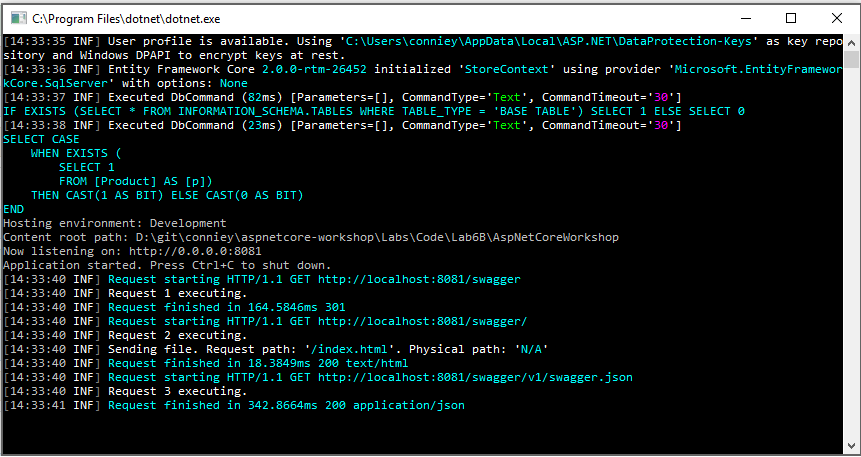 C:\Program Files\dotnet\dotnet.exe
[14:33:35 INF] User profile is available. Using 'C:\Users\conniey\AppData\Local\ASP.NET\DataProtection-Keys' as key repo
sitory and Windows DPAPI to encrypt keys at rest.
[14:33:36 INF] Entity Framework Core 2.0.0-rtm-26452 initialized 'StoreContext' using provider 'Microsoft.EntityFramewor
kCore.SqlServer' with options: None
[14:33:37 INF] Executed DbCommand (82ms) [Parameters=[], CommandType='Text', CommandTimeout='30']
IF EXISTS (SELECT * FROM INFORMATION_SCHEMA.TABLES WHERE TABLE_TYPE = 'BASE TABLE') SELECT 1 ELSE SELECT 0
[14:33:38 INF] Executed DbCommand (23ms) [Parameters=[], CommandType='Text', CommandTimeout='30']
SELECT CASE
    WHEN EXISTS (
        SELECT 1
        FROM [Product] AS [p])
    THEN CAST(1 AS BIT) ELSE CAST(0 AS BIT)
END
Hosting environment: Development
Content root path: D:\git\conniey\aspnetcore-workshop\Labs\Code\Lab6B\AspNetCoreWorkshop
Now listening on: http://0.0.0.0:8081
Application started. Press Ctrl+C to shut down.
[14:33:40 INF] Request starting HTTP/1.1 GET http://localhost:8081/swagger
[14:33:40 INF] Request 1 executing.
[14:33:40 INF] Request finished in 164.5846ms 301
[14:33:40 INF] Request starting HTTP/1.1 GET http://localhost:8081/swagger/
[14:33:40 INF] Request 2 executing.
[14:33:40 INF] Sending file. Request path: '/index.html'. Physical path: 'N/A'
[14:33:40 INF] Request finished in 18.3849ms 200 text/html
[14:33:40 INF] Request starting HTTP/1.1 GET http://localhost:8081/swagger/v1/swagger.json
[14:33:40 INF] Request 3 executing.
[14:33:41 INF] Request finished in 342.8664ms 200 application/json